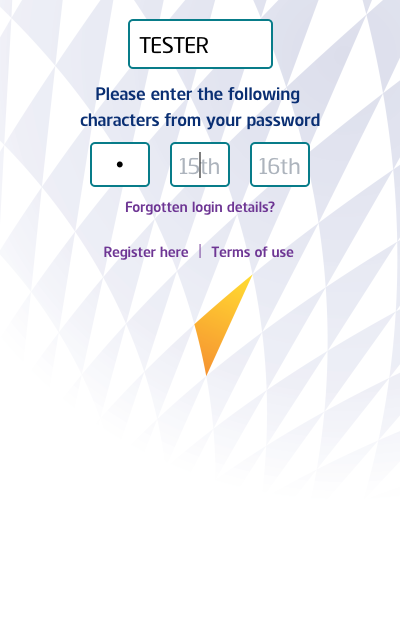 TESTER
Please enter the following
characters from your password
• 15th 16th
Forgotten login details?
Register here | Terms of use